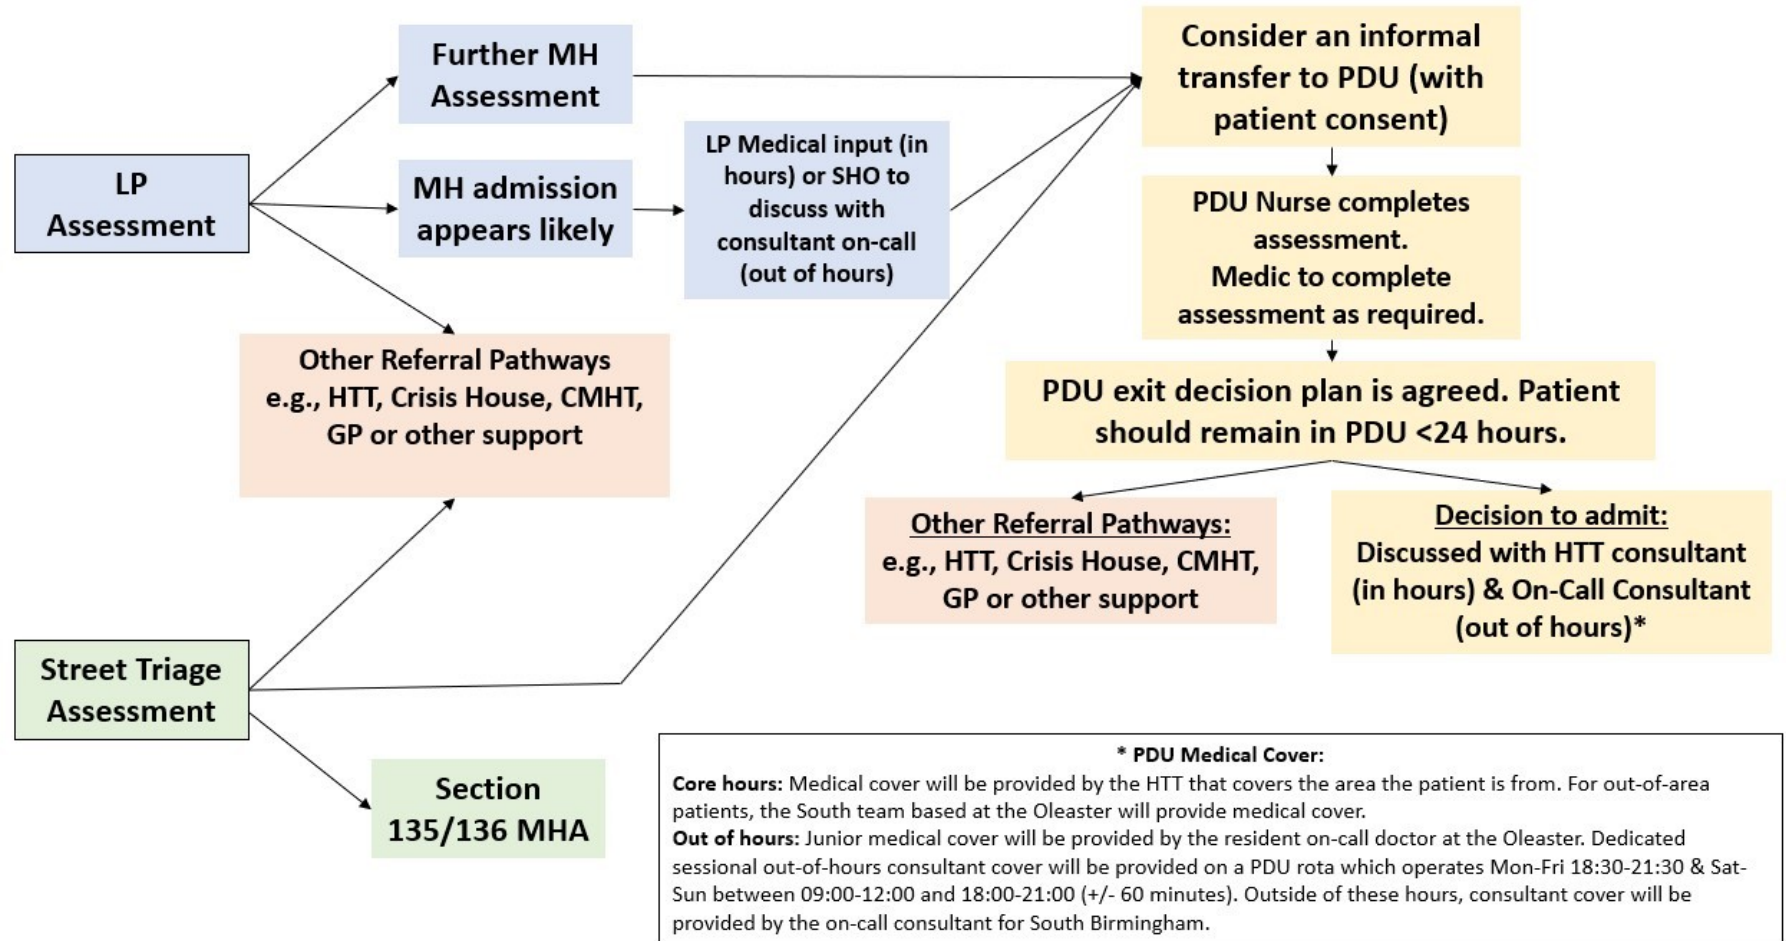 Further MH
Assessment
Consider an informal
transfer to PDU (with
patient consent)
LP
Assessment
MH admission
appears likely
LP Medical input (in
hours) or SHO to
discuss with
consultant on-call
(out of hours)
PDU Nurse completes
assessment.
Medic to complete
assessment as required.
Other Referral Pathways
e.g., HTT, Crisis House, CMHT,
GP or other support
PDU exit decision plan is agreed. Patient
should remain in PDU <24 hours.
Other Referral Pathways:
e.g., HTT, Crisis House, CMHT,
GP or other support
Decision to admit:
Discussed with HTT consultant
(in hours) & On-Call Consultant
(out of hours)*
Street Triage
Assessment
Section
135/136 MHA
* PDU Medical Cover:
Core hours: Medical cover will be provided by the HTT that covers the area the patient is from. For out-of-area
patients, the South team based at the Oleaster will provide medical cover.
Out of hours: Junior medical cover will be provided by the resident on-call doctor at the Oleaster. Dedicated
sessional out-of-hours consultant cover will be provided on a PDU rota which operates Mon-Fri 18:30-21:30 & Sat-
Sun between 09:00-12:00 and 18:00-21:00 (+/- 60 minutes). Outside of these hours, consultant cover will be
provided by the on-call consultant for South Birmingham.